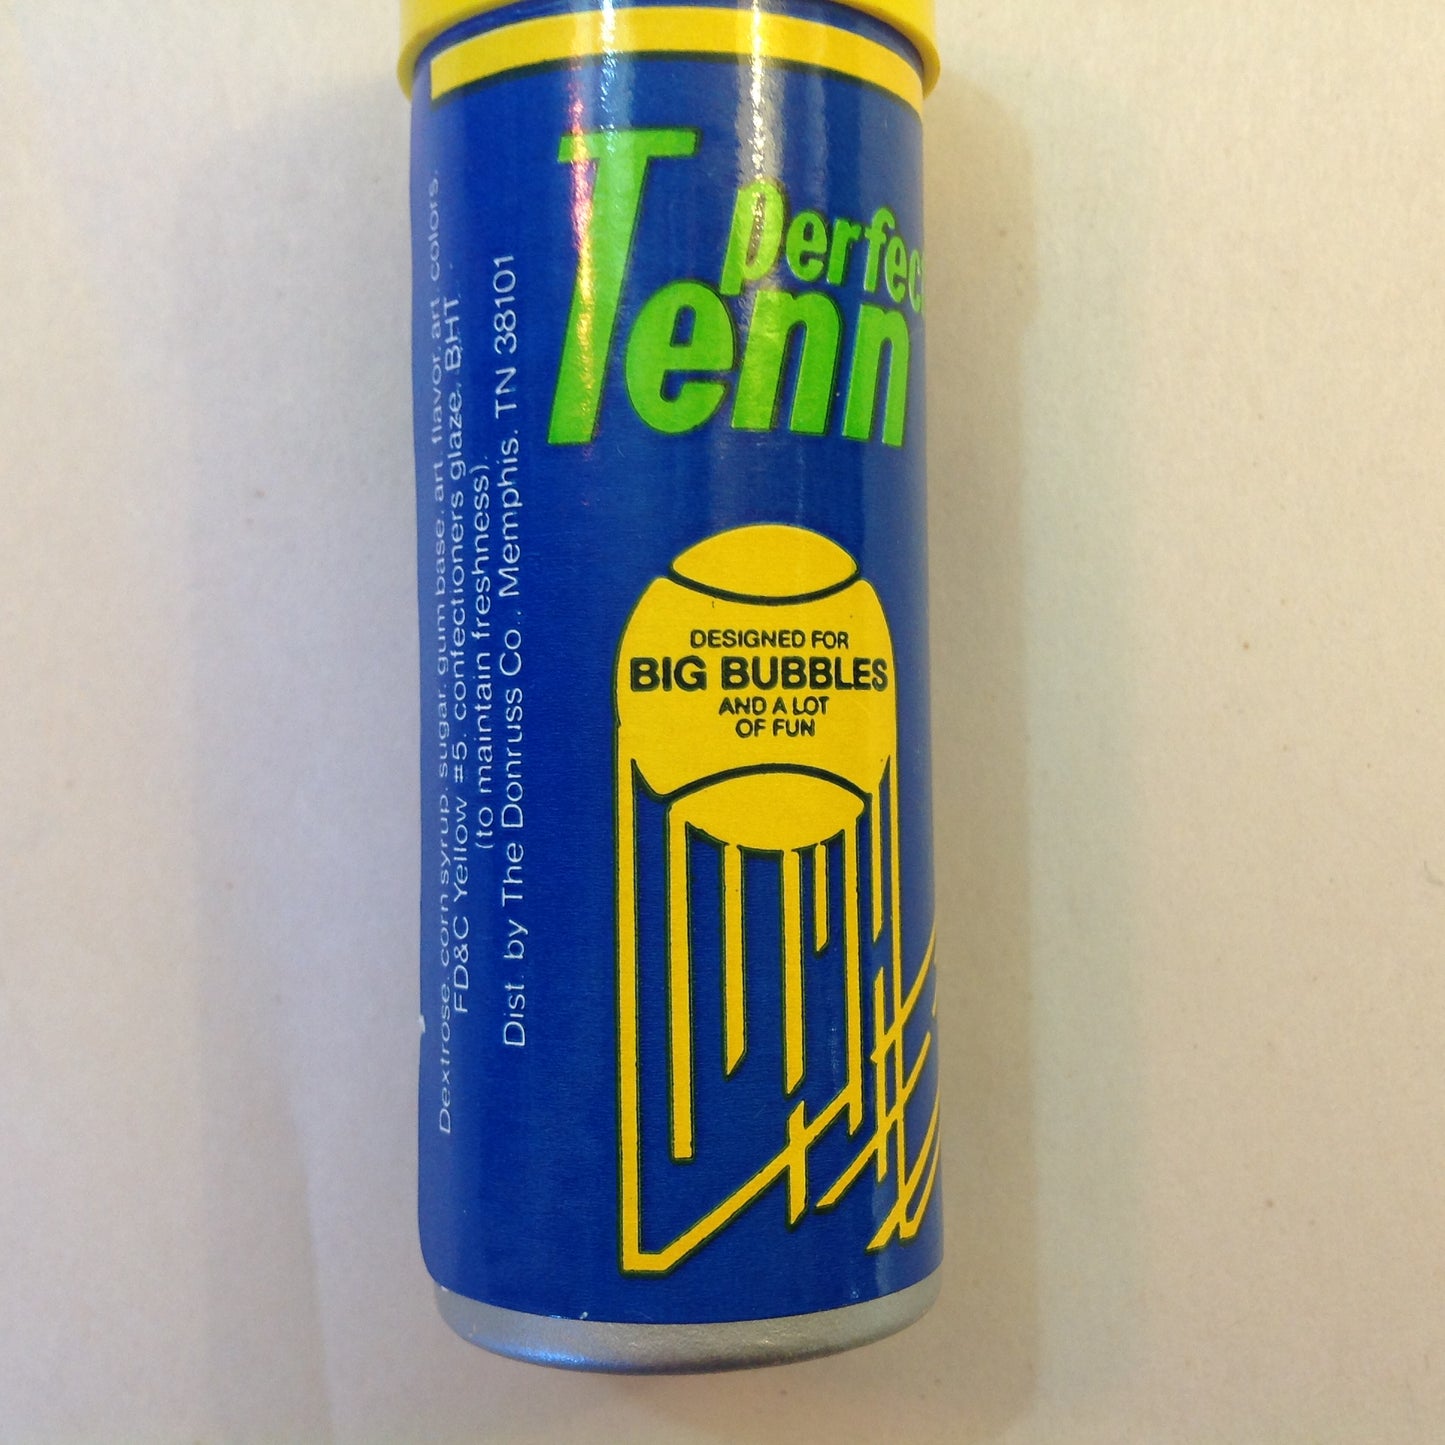 perfec
Tenn
DESIGNED FOR
BIG BUBBLES
AND A LOT
OF FUN
Dextrose, corn syrup, sugar, gum base, art. flavor, art. colors,
FD&C Yellow #5, confectioners glaze, BHT
(to maintain freshness).
Dist. by The Donruss Co., Memphis, TN 38101